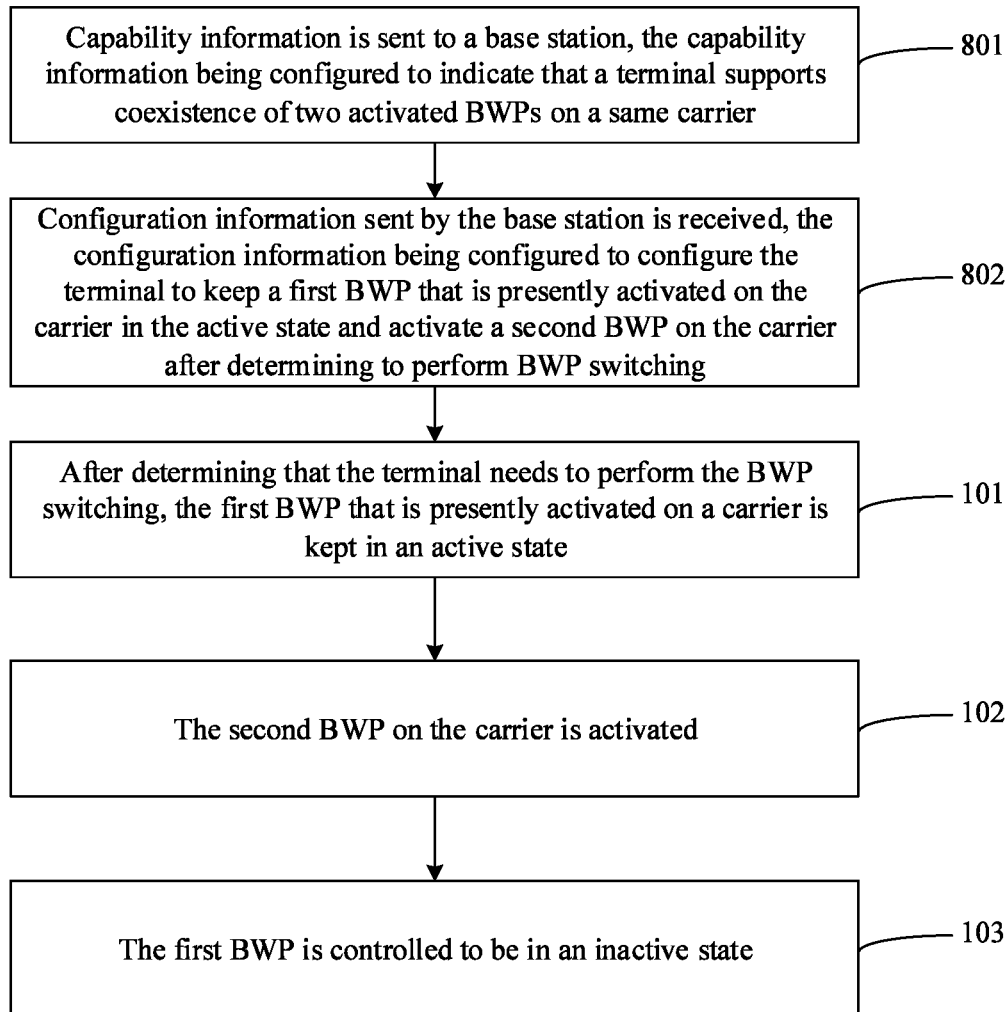 Capability information is sent to a base station, the capability
information being configured to indicate that a terminal supports
coexistence of two activated BWPs on a same carrier
801
Configuration information sent by the base station is received, the
configuration information being configured to configure the
terminal to keep a first BWP that is presently activated on the
carrier in the active state and activate a second BWP on the carrier
after determining to perform BWP switching
802
After determining that the terminal needs to perform the BWP
switching, the first BWP that is presently activated on a carrier is
kept in an active state
101
The second BWP on the carrier is activated
102
The first BWP is controlled to be in an inactive state
103